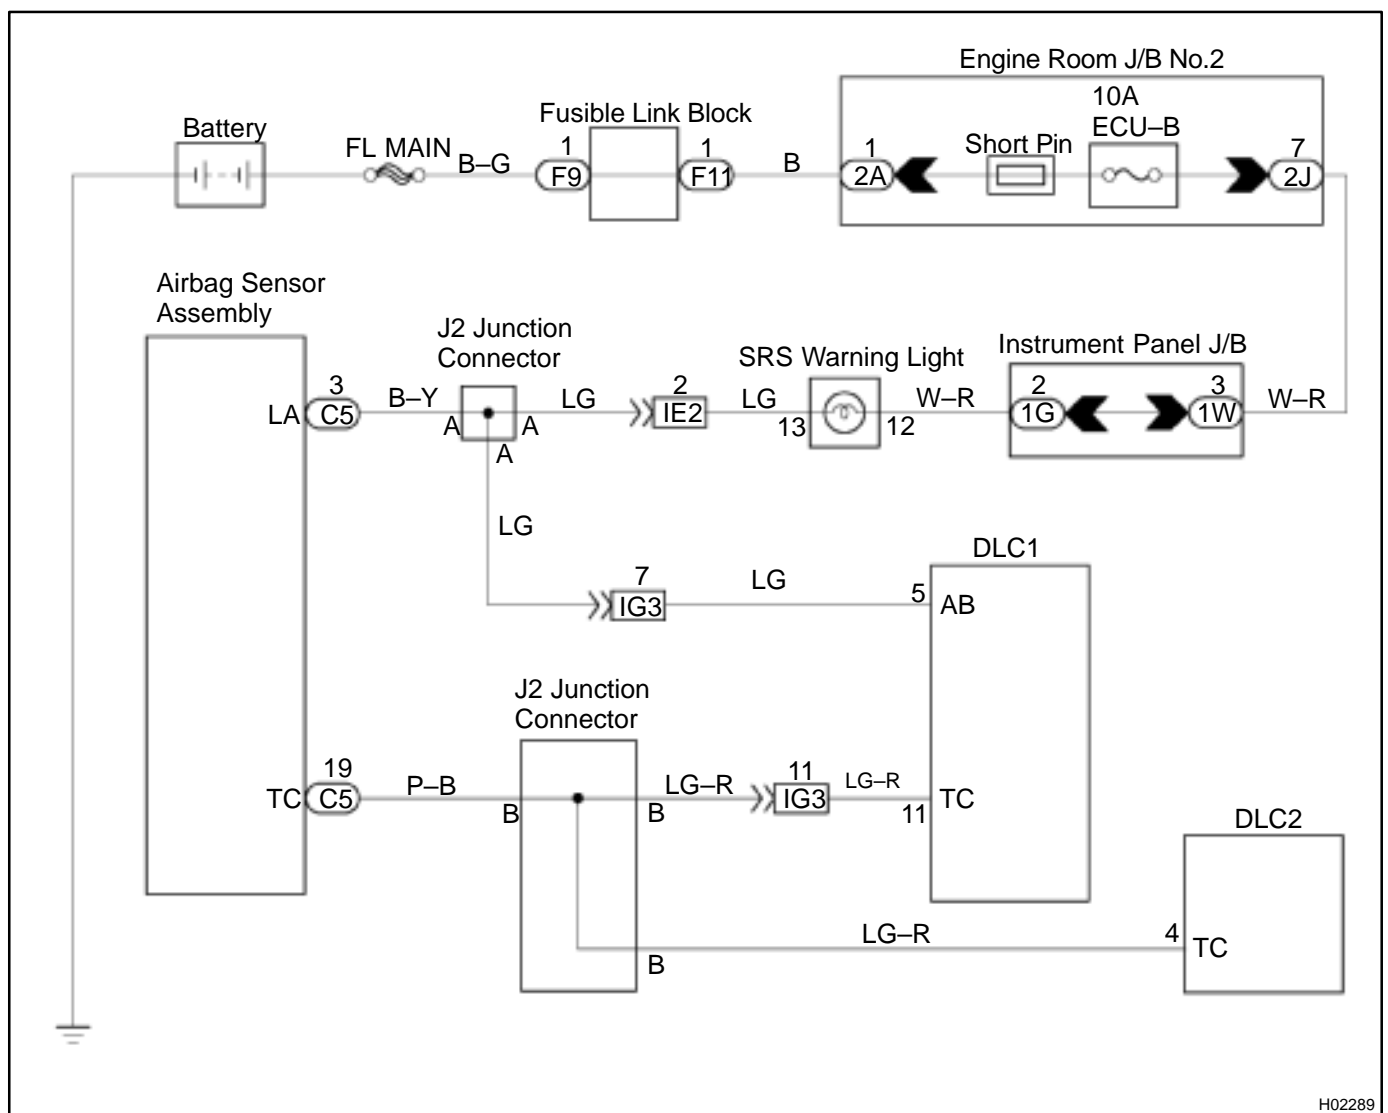 Engine Room J/B No.2
10A
ECU–B
Battery
FL MAIN
Fusible Link Block
Short Pin
B–G
1
F9
1
F11
B
1
2A
7
2J
Airbag Sensor
Assembly
J2 Junction
Connector
SRS Warning Light
Instrument Panel J/B
LA
3
C5
B–Y
A
A
A
LG
2
IE2
LG
13
12
W–R
2
1G
3
1W
W–R
LG
7
IG3
LG
DLC1
5
AB
J2 Junction
Connector
TC
19
C5
P–B
B
B
LG–R
11
IG3
LG–R
11
TC
DLC2
B
LG–R
4
TC
H02289